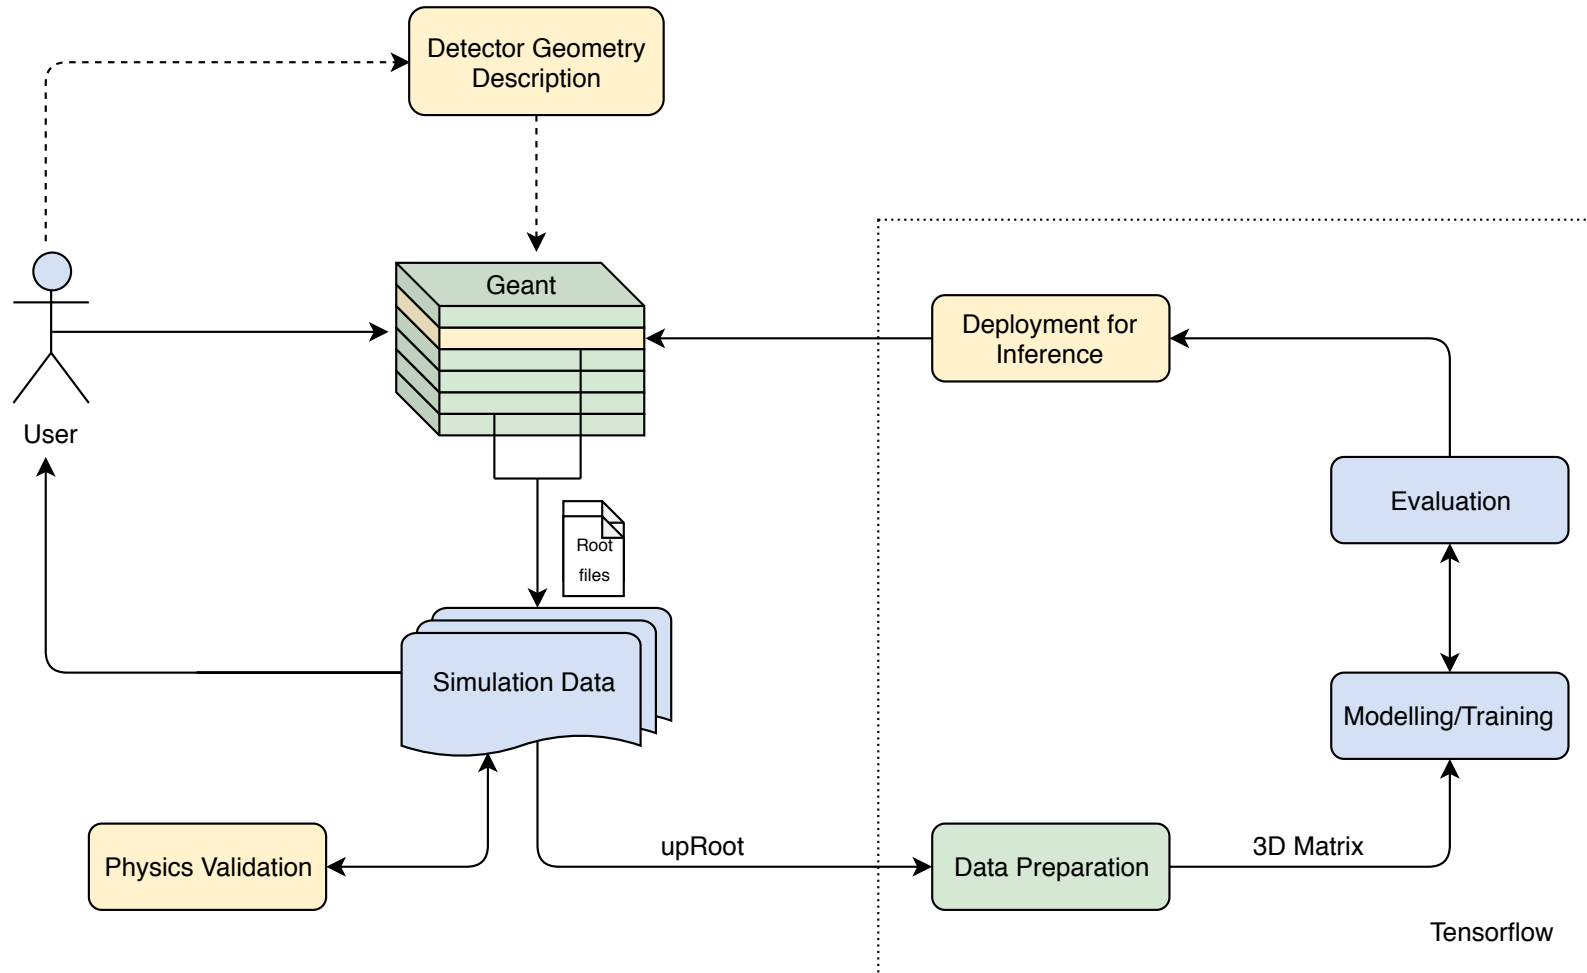 Detector Geometry
Description
Geant
Deployment for
Inference
User
Evaluation
Root
files
Simulation Data
Modelling/Training
Physics Validation
upRoot
Data Preparation
3D Matrix
Tensorflow